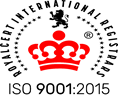 ROYALCERT INTERNATIONAL REGISTRARS
®
ISO 9001:2015